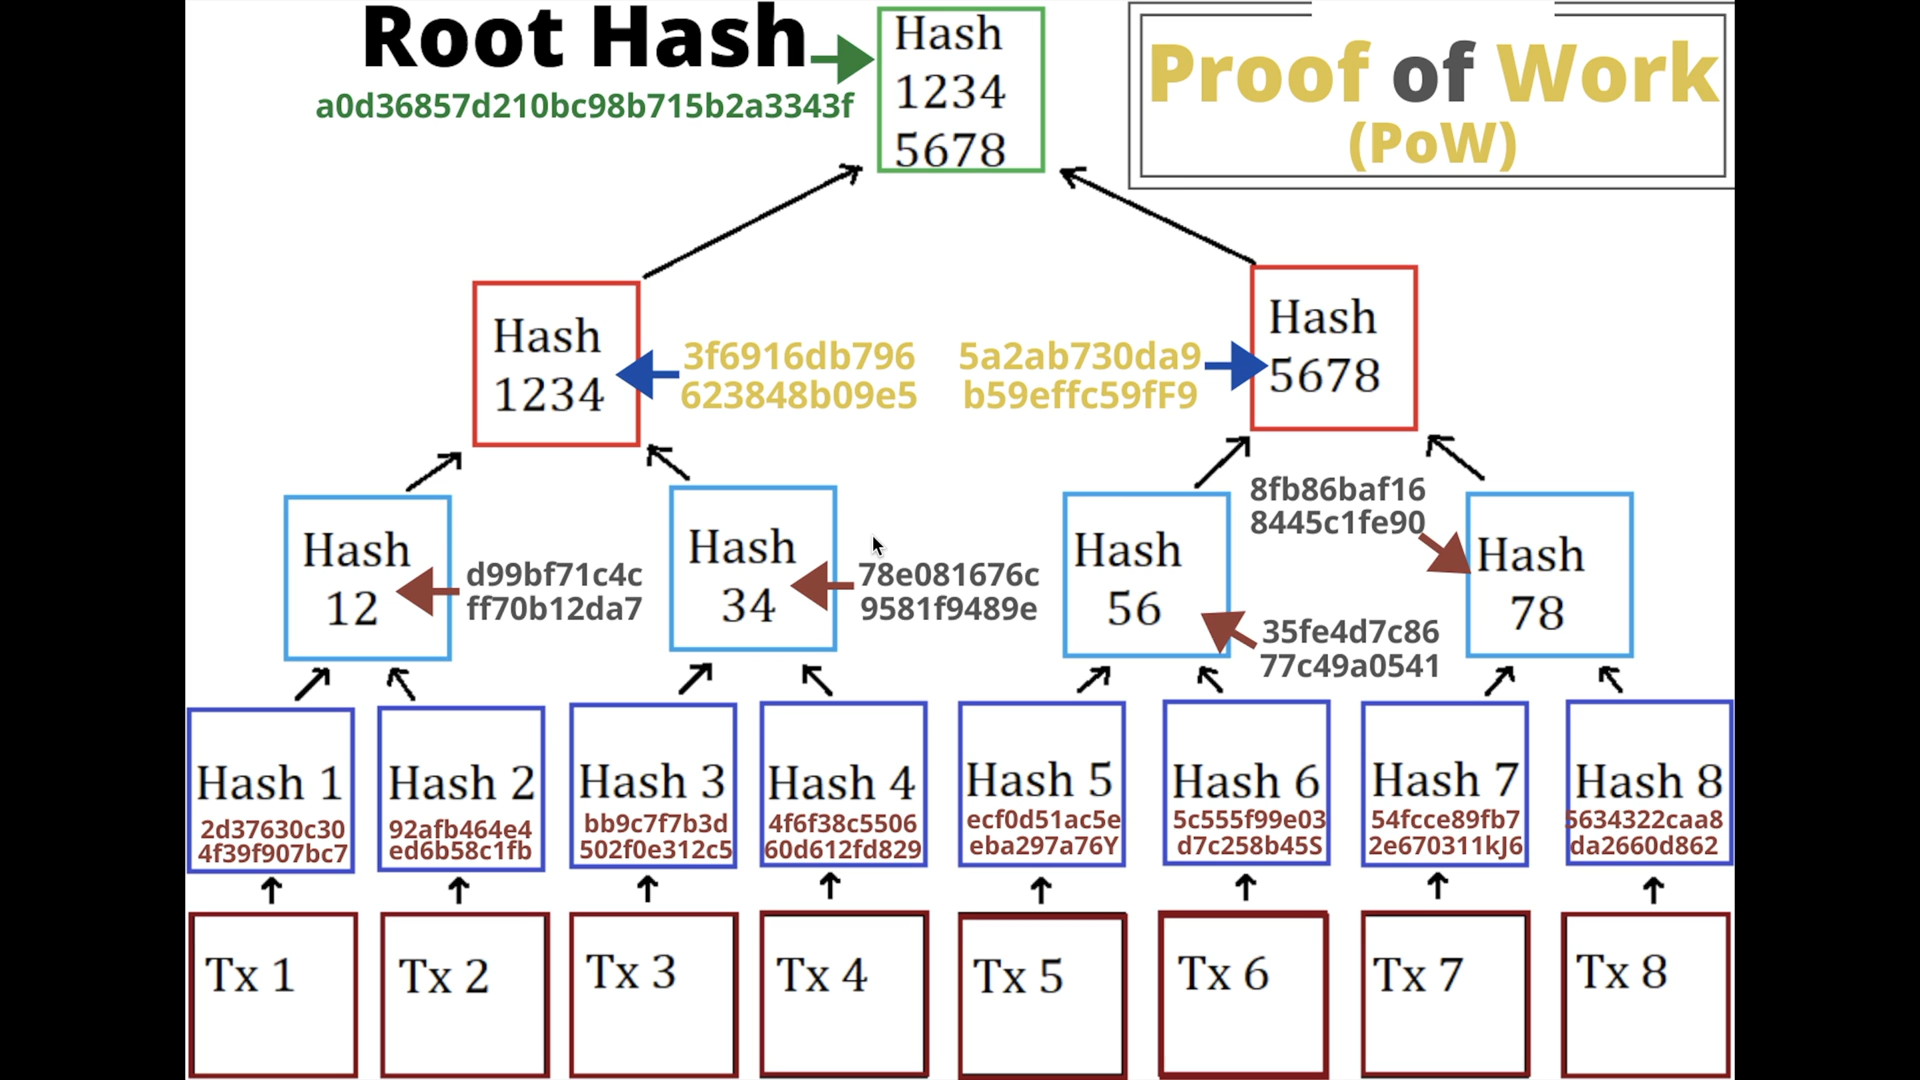 Root Hash
a0d36857d210bc98b715b2a3343f
Hash
1234
5678
Proof of Work
(PoW)
Hash
1234
3f6916db796
623848b09e5
5a2ab730da9
b59effc59fF9
Hash
5678
Hash
12
d99bf71c4c
ff70b12da7
Hash
34
78e081676c
9581f9489e
Hash
56
35fe4d7c86
77c49a0541
8fb86baf16
8445c1fe90
Hash
78
Hash 1
2d37630c30
4f39f907bc7
Hash 2
92afb464e4
ed6b58c1fb
Hash 3
bb9c7f7b3d
502f0e312c5
Hash 4
4f6f38c5506
60d612fd829
Hash 5
ecf0d51ac5e
eba297a76Y
Hash 6
5c555f99e03
d7c258b45S
Hash 7
54fcce89fb7
2e670311kJ6
Hash 8
5634322caa8
da2660d862
Tx 1
Tx 2
Tx 3
Tx 4
Tx 5
Tx 6
Tx 7
Tx 8